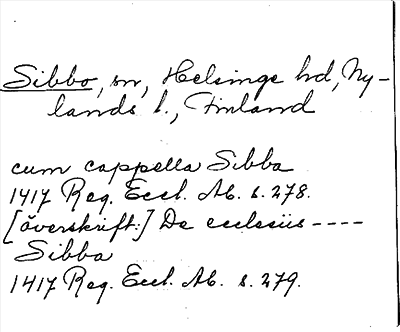 Sibbo, sn, Helsinge hd, Ny-
lands l., Finland
cum cappella Sibba
1417 Reg. Eccl. Ab. s. 278.
[överskrift:] De ecclesiis ----
Sibba
1417 Reg. Eccl. Ab. s. 279.